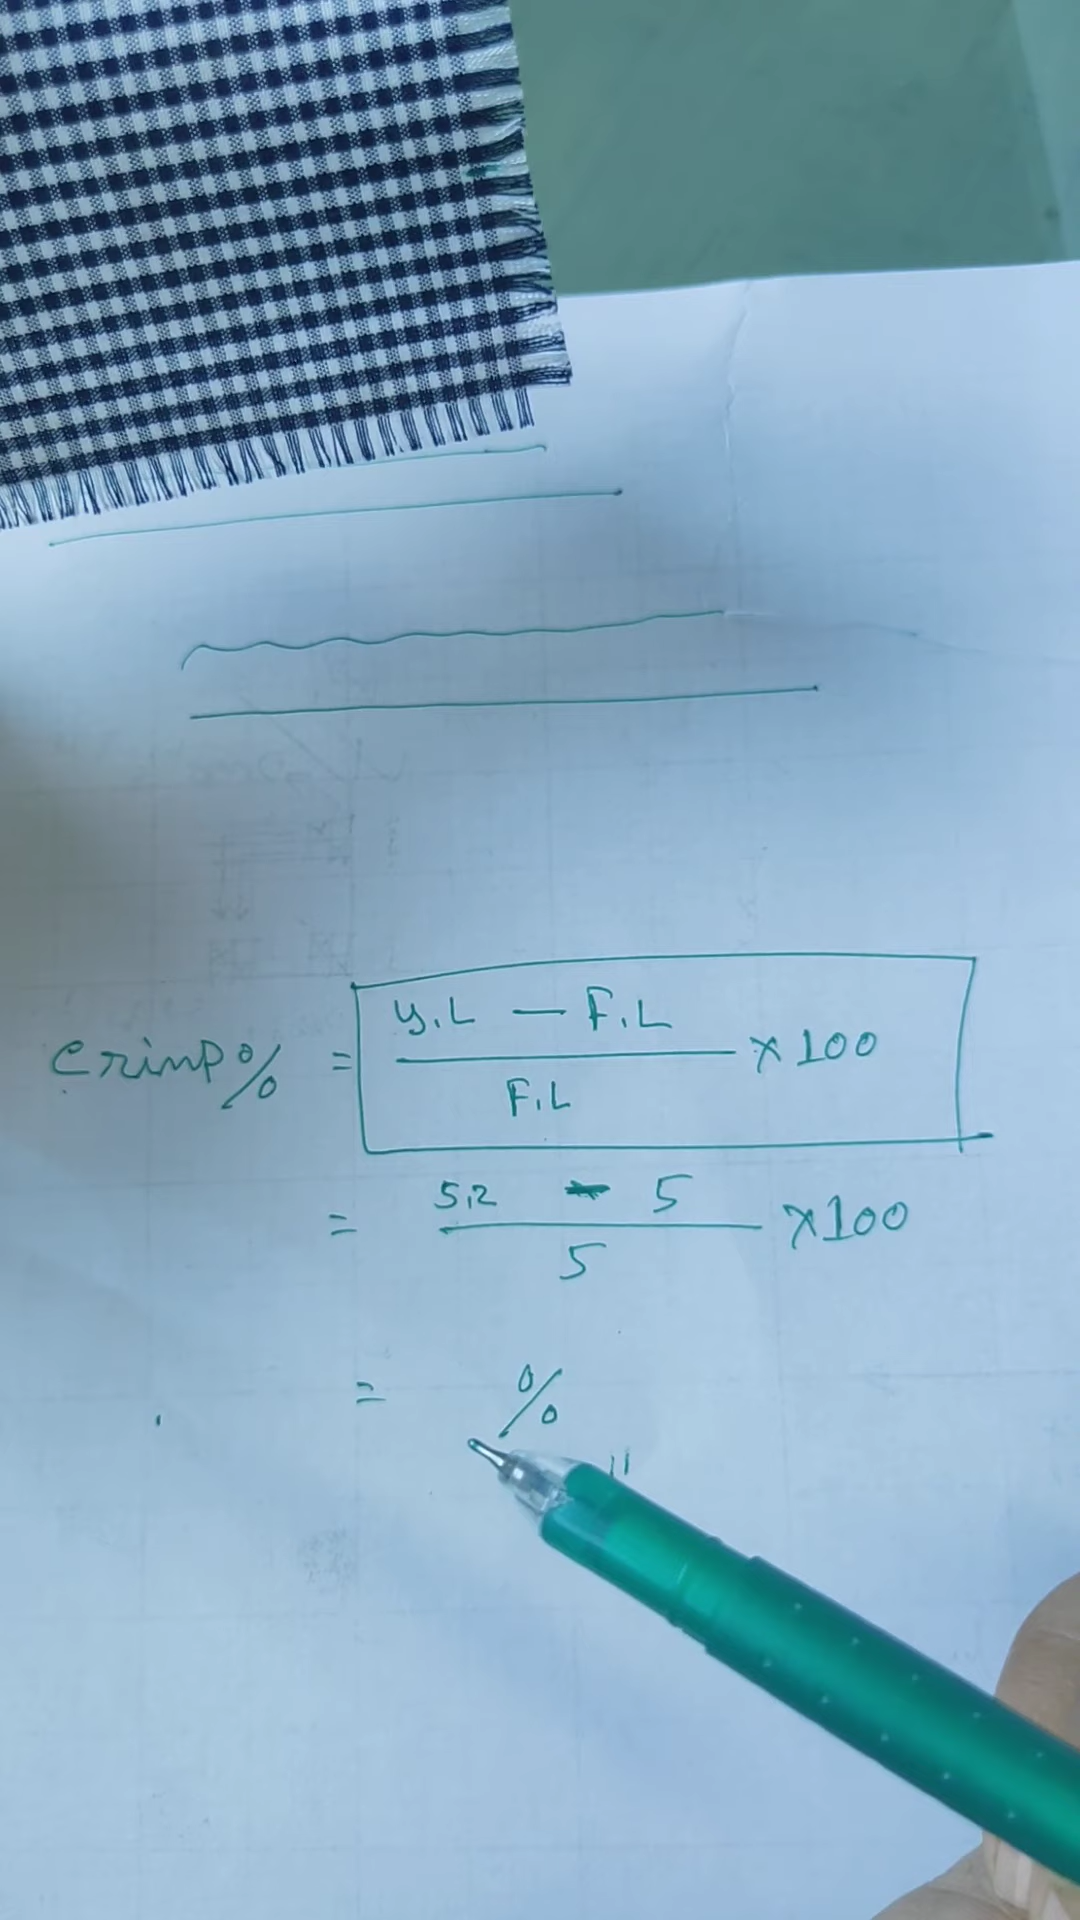 y.L — F.L
Crimp% = ——— × 100
F.L
5.2 - 5
= ——— × 100
5
= %